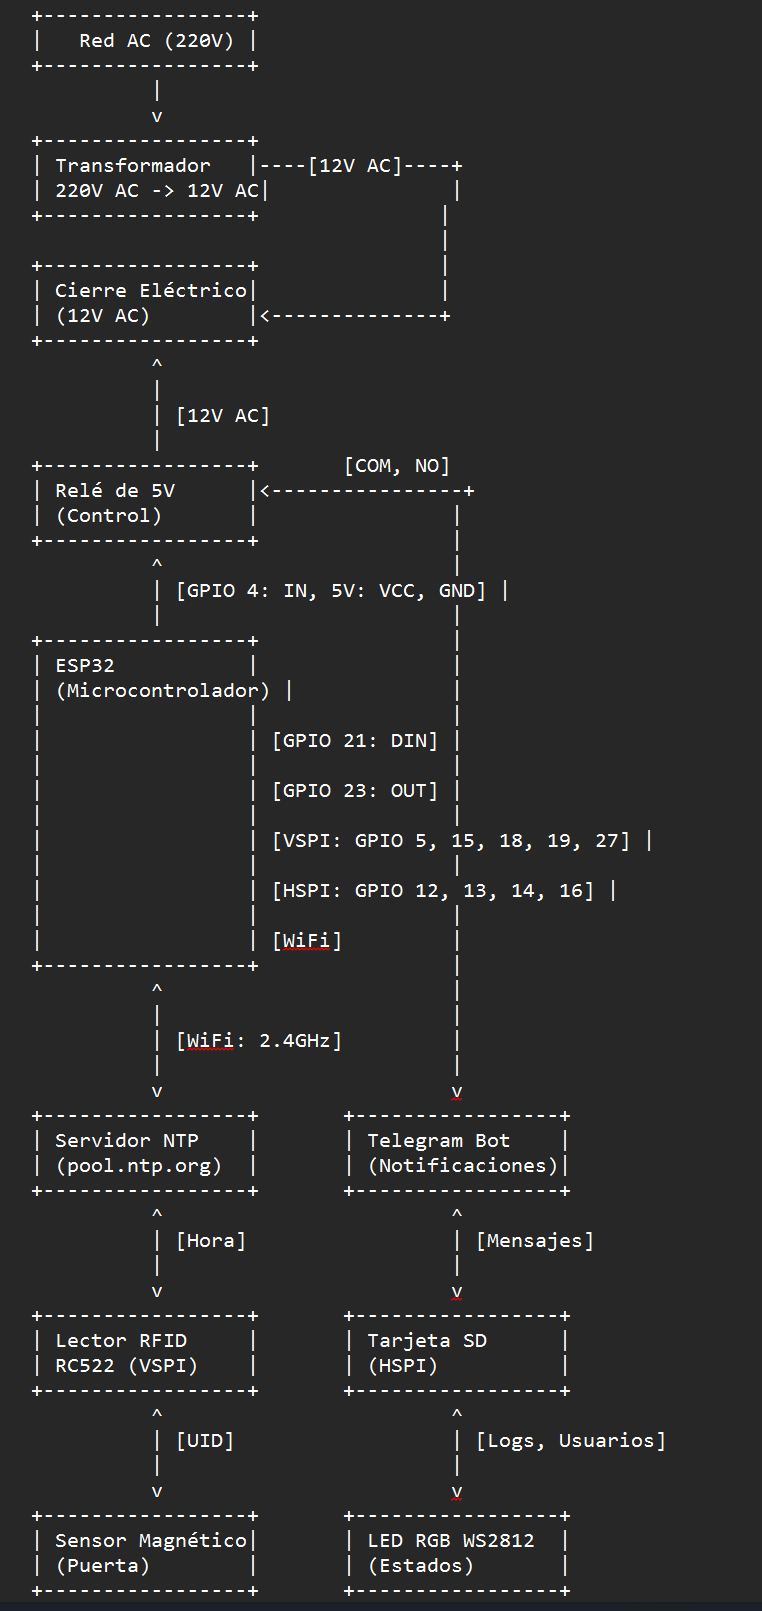 +-----------------+
|   Red AC (220V) |
+-----------------+
          |
          v
+-----------------+
| Transformador   |----[12V AC]----+
| 220V AC -> 12V AC|               |
+-----------------+               |
                                  |
+-----------------+               |
| Cierre Eléctrico|               |
| (12V AC)        |<--------------+
+-----------------+
          ^
          |
          | [12V AC]
          |
+-----------------+       [COM, NO]
| Relé de 5V      |<----------------+
| (Control)       |                |
+-----------------+                |
          ^                        |
          | [GPIO 4: IN, 5V: VCC, GND] |
          |                        |
+-----------------+                |
| ESP32           |                |
| (Microcontrolador) |             |
|                 |                |
|                 | [GPIO 21: DIN] |
|                 |                |
|                 | [GPIO 23: OUT] |
|                 |                |
|                 | [VSPI: GPIO 5, 15, 18, 19, 27] |
|                 |                |
|                 | [HSPI: GPIO 12, 13, 14, 16] |
|                 |                |
|                 | [WiFi]         |
+-----------------+                |
          ^                        |
          |                        |
          | [WiFi: 2.4GHz]         |
          |                        |
          v                        v
+-----------------+       +-----------------+
| Servidor NTP    |       | Telegram Bot    |
| (pool.ntp.org)  |       | (Notificaciones)|
+-----------------+       +-----------------+
          ^                        ^
          | [Hora]                 | [Mensajes]
          |                        |
          v                        v
+-----------------+       +-----------------+
| Lector RFID     |       | Tarjeta SD      |
| RC522 (VSPI)    |       | (HSPI)          |
+-----------------+       +-----------------+
          ^                        ^
          | [UID]                  | [Logs, Usuarios]
          |                        |
          v                        v
+-----------------+       +-----------------+
| Sensor Magnético|       | LED RGB WS2812  |
| (Puerta)        |       | (Estados)       |
+-----------------+       +-----------------+